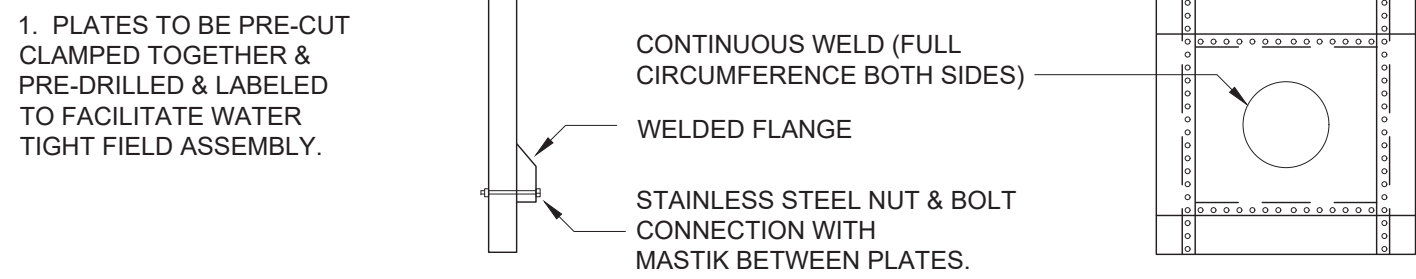 1. PLATES TO BE PRE-CUT
CLAMPED TOGETHER &
PRE-DRILLED & LABELED
TO FACILITATE WATER
TIGHT FIELD ASSEMBLY.
CONTINUOUS WELD (FULL
CIRCUMFERENCE BOTH SIDES)
WELDED FLANGE
STAINLESS STEEL NUT & BOLT
CONNECTION WITH
MASTIK BETWEEN PLATES.